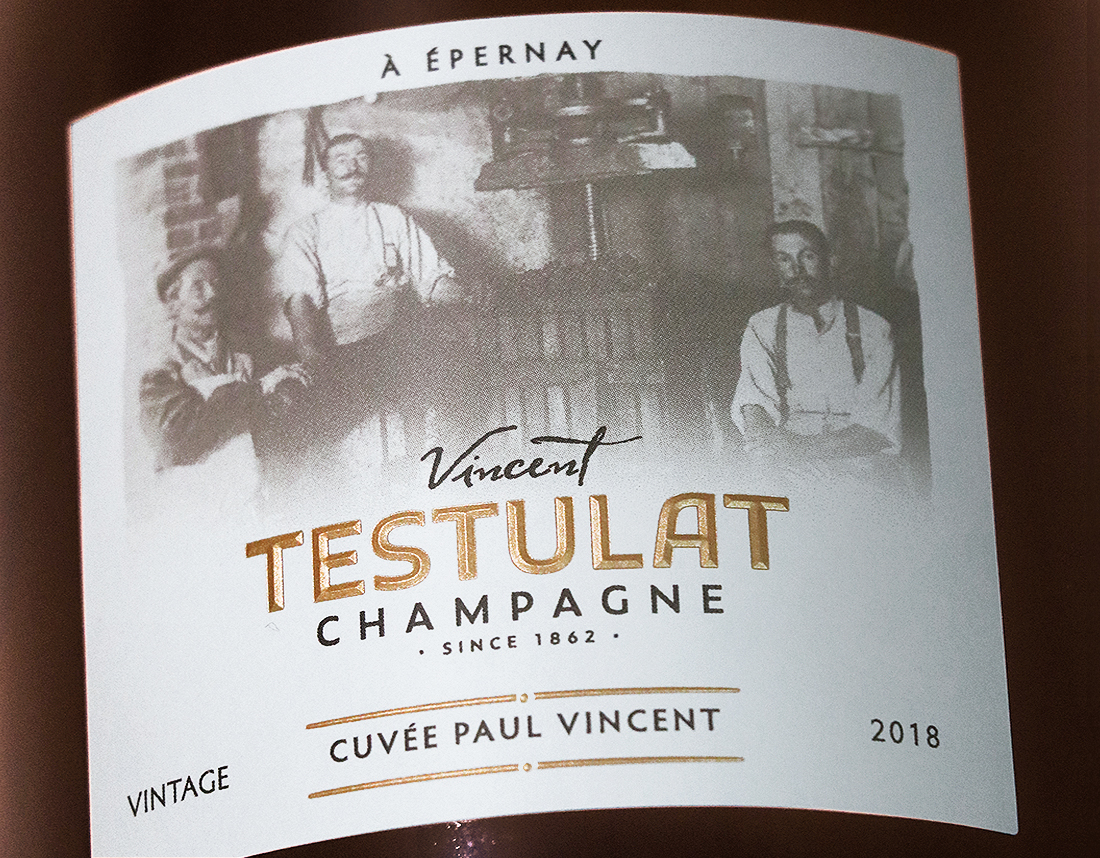 À ÉPERNAY
Vincent
TESTULAT
CHAMPAGNE
· SINCE 1862 ·
CUVÉE PAUL VINCENT
VINTAGE
2018